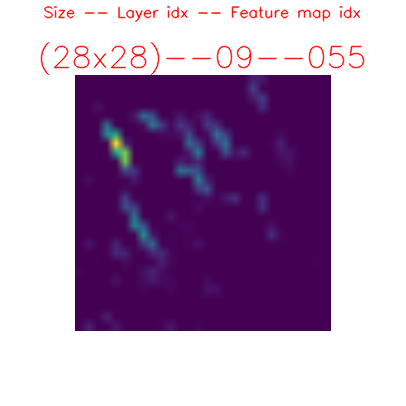 Size -- Layer idx -- Feature map idx
(28x28)--09--055